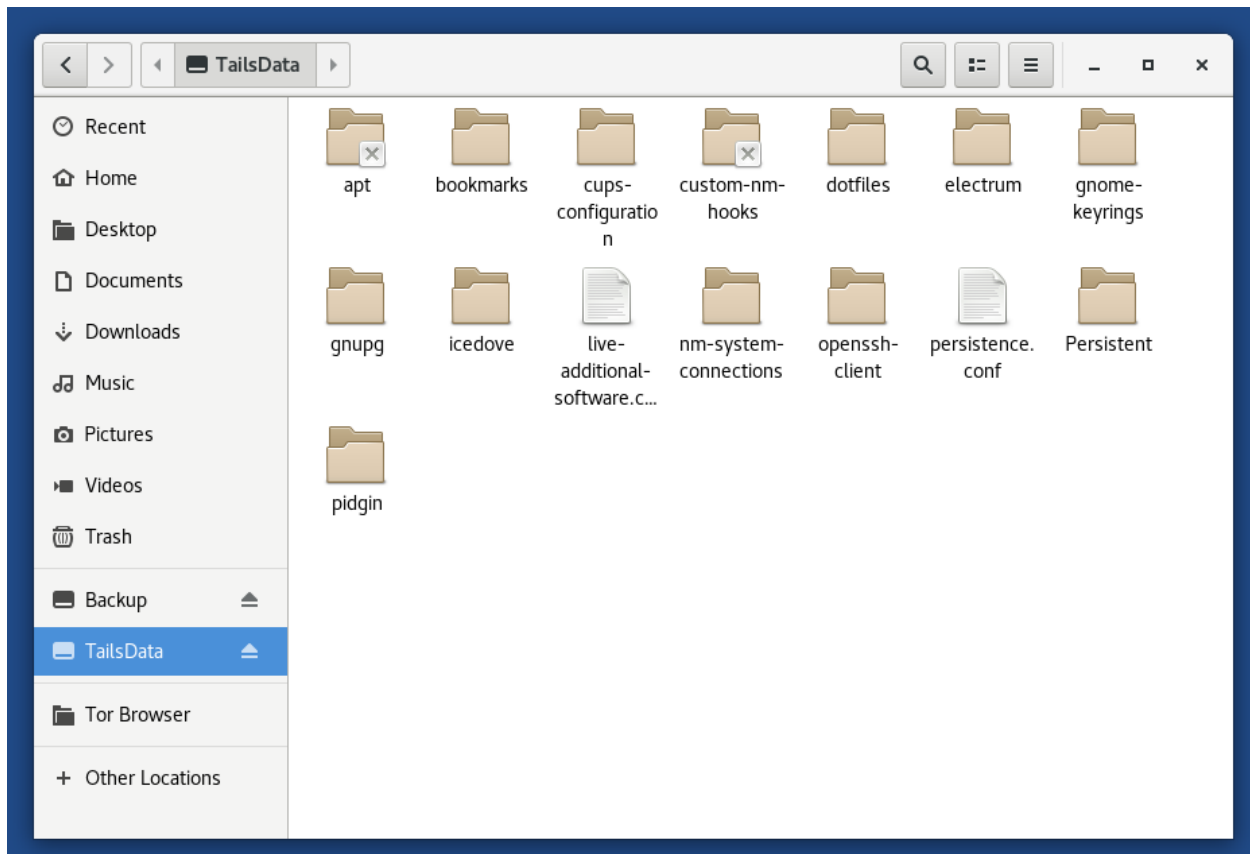 TailsData
Recent
Home
Desktop
Documents
Downloads
Music
Pictures
Videos
Trash
Backup
TailsData
Tor Browser
Other Locations
apt
bookmarks
cups-
configuratio
n
custom-nm-
hooks
dotfiles
electrum
gnome-
keyrings
gnupg
icedove
live-
additional-
software.c...
nm-system-
connections
openssh-
client
persistence.
conf
Persistent
pidgin